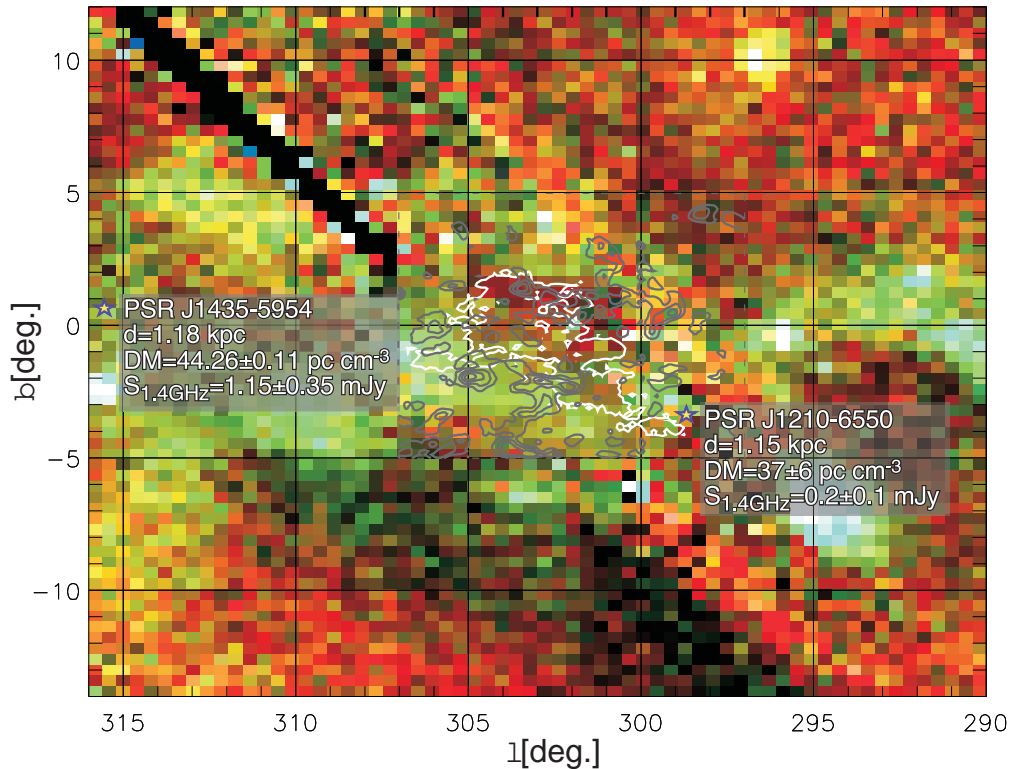 10
5
0
−5
−10
b[deg.]
PSR J1435-5954
d=1.18 kpc
DM=44.26±0.11 pc cm-3
S1.4GHz=1.15±0.35 mJy
PSR J1210-6550
d=1.15 kpc
DM=37±6 pc cm-3
S1.4GHz=0.2±0.1 mJy
315 310 305 300 295 290
l[deg.]